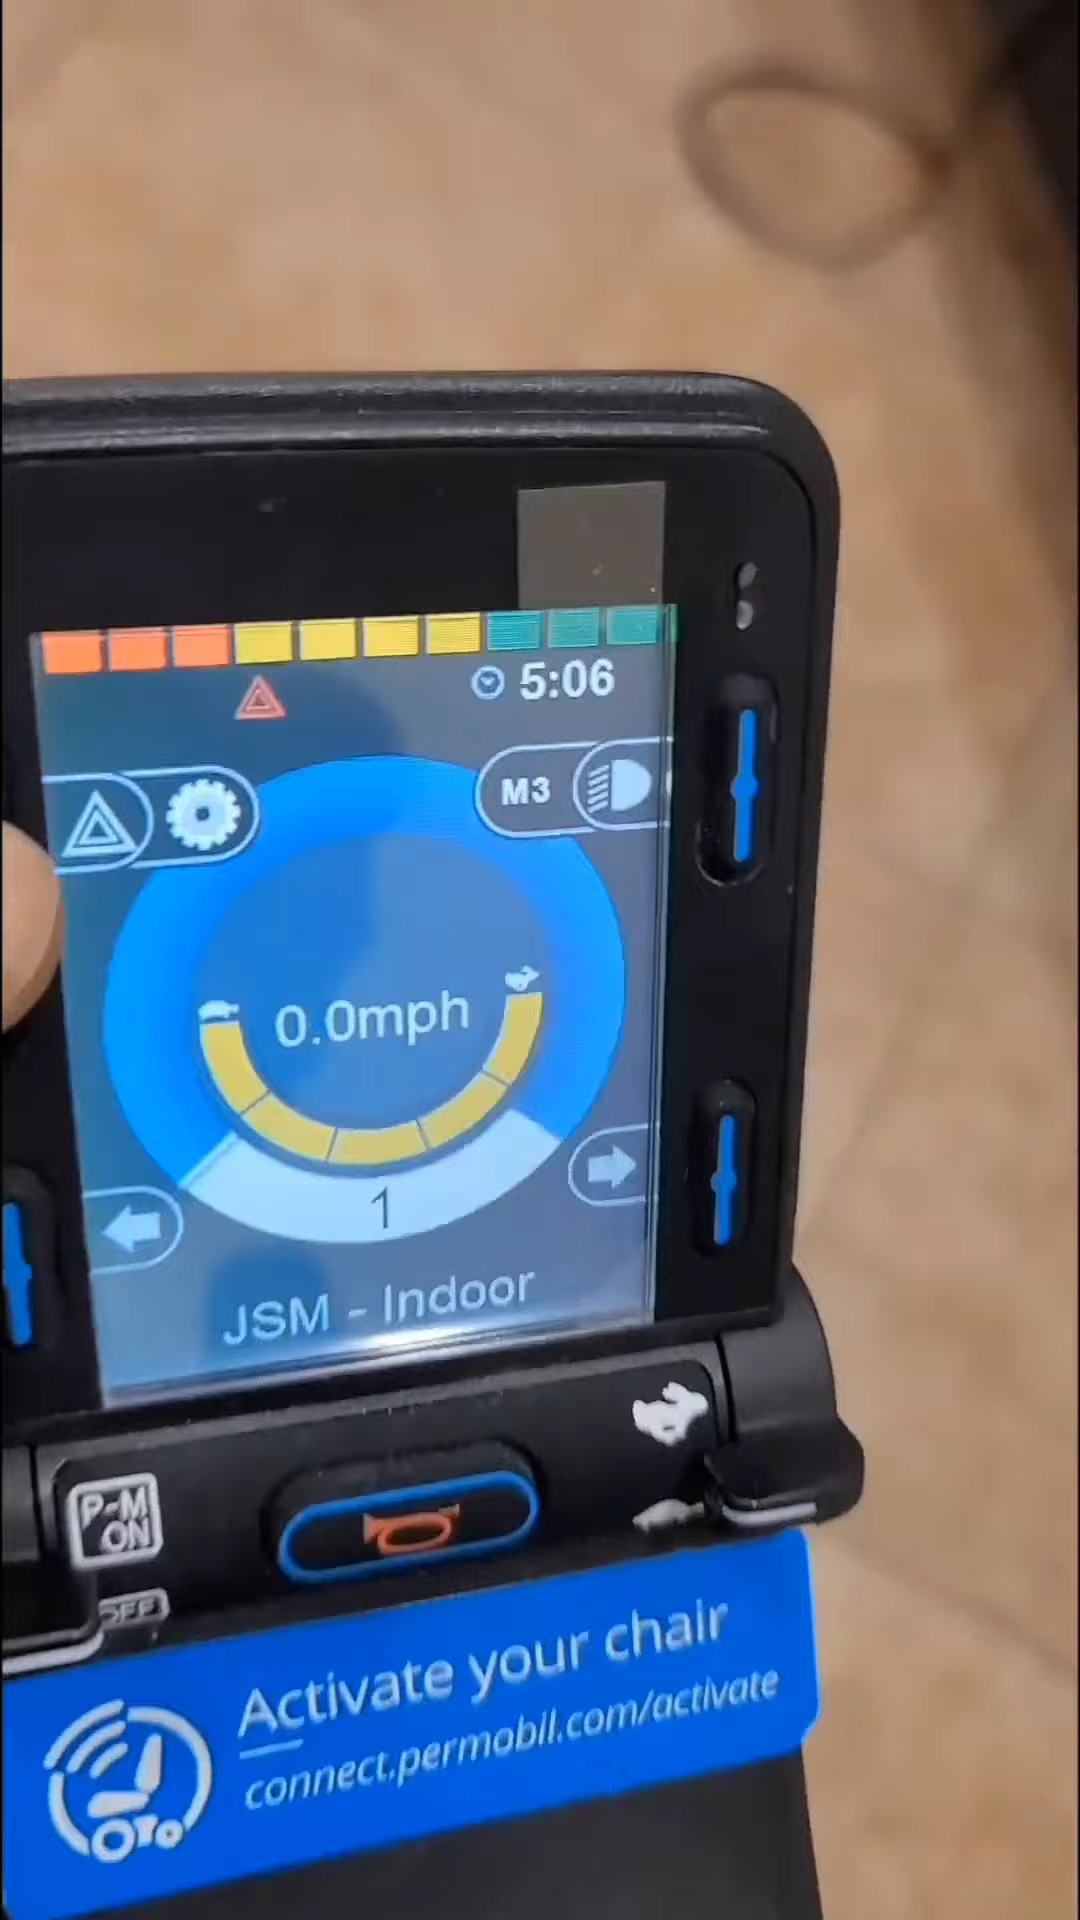 5:06
M3
0.0mph
1
JSM - Indoor
P-M
ON
OFF
Activate your chair
connect.permobil.com/activate